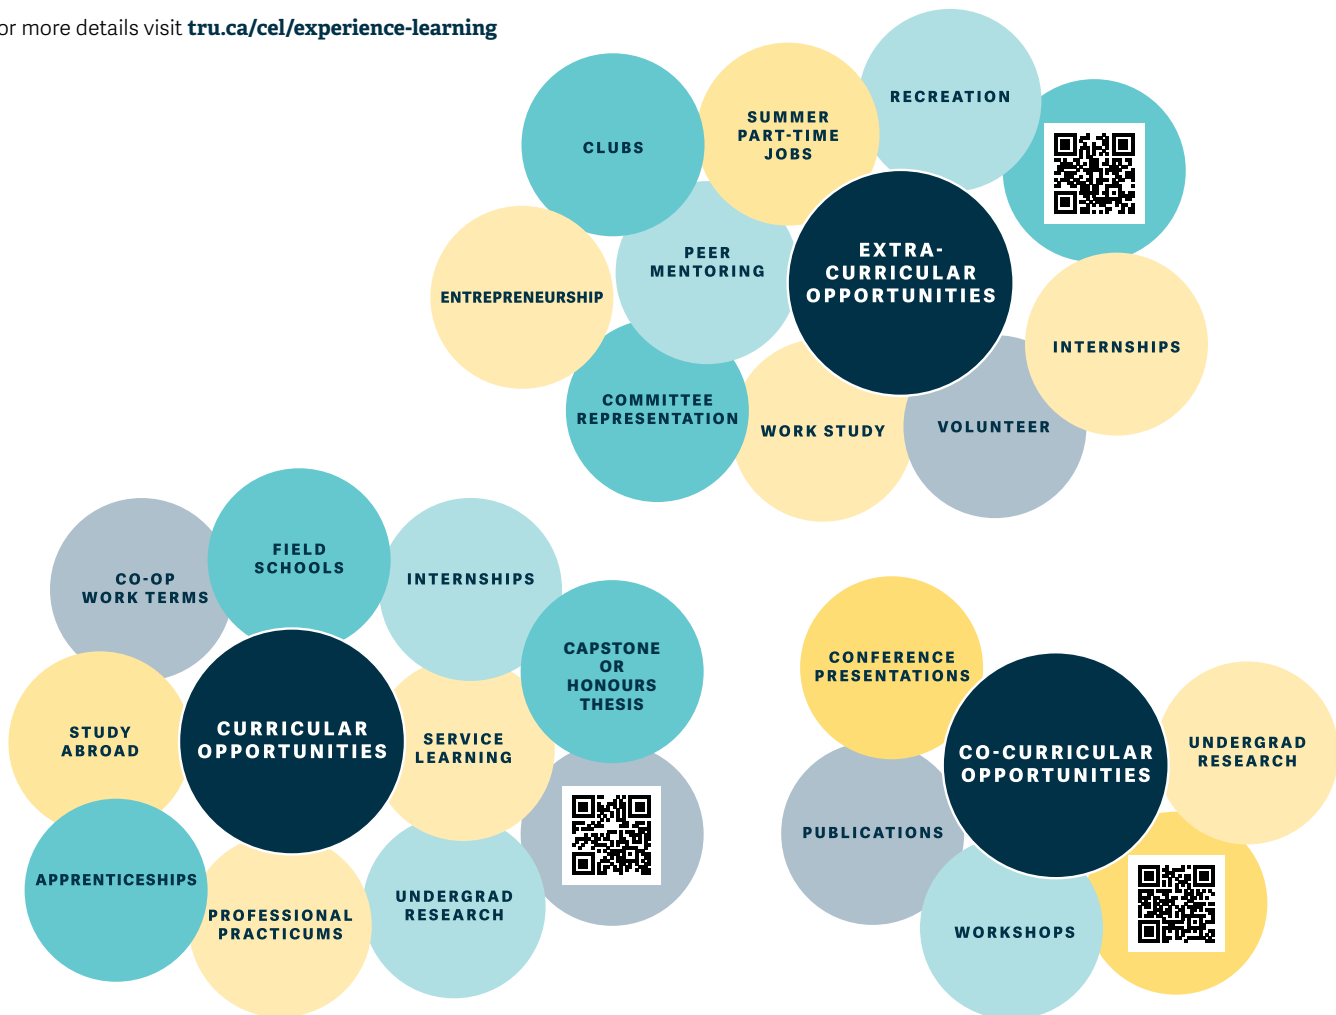 or more details visit tru.ca/cel/experience-learning
RECREATION
SUMMER
PART-TIME
JOBS
CLUBS
PEER
MENTORING
EXTRA-
CURRICULAR
OPPORTUNITIES
ENTREPRENEURSHIP
INTERNSHIPS
COMMITTEE
REPRESENTATION
WORK STUDY
VOLUNTEER
FIELD
SCHOOLS
CO-OP
WORK TERMS
INTERNSHIPS
CAPSTONE
OR
HONOURS
THESIS
STUDY
ABROAD
CURRICULAR
OPPORTUNITIES
SERVICE
LEARNING
APPRENTICESHIPS
PROFESSIONAL
PRACTICUMS
UNDERGRAD
RESEARCH
CONFERENCE
PRESENTATIONS
CO-CURRICULAR
OPPORTUNITIES
UNDERGRAD
RESEARCH
PUBLICATIONS
WORKSHOPS